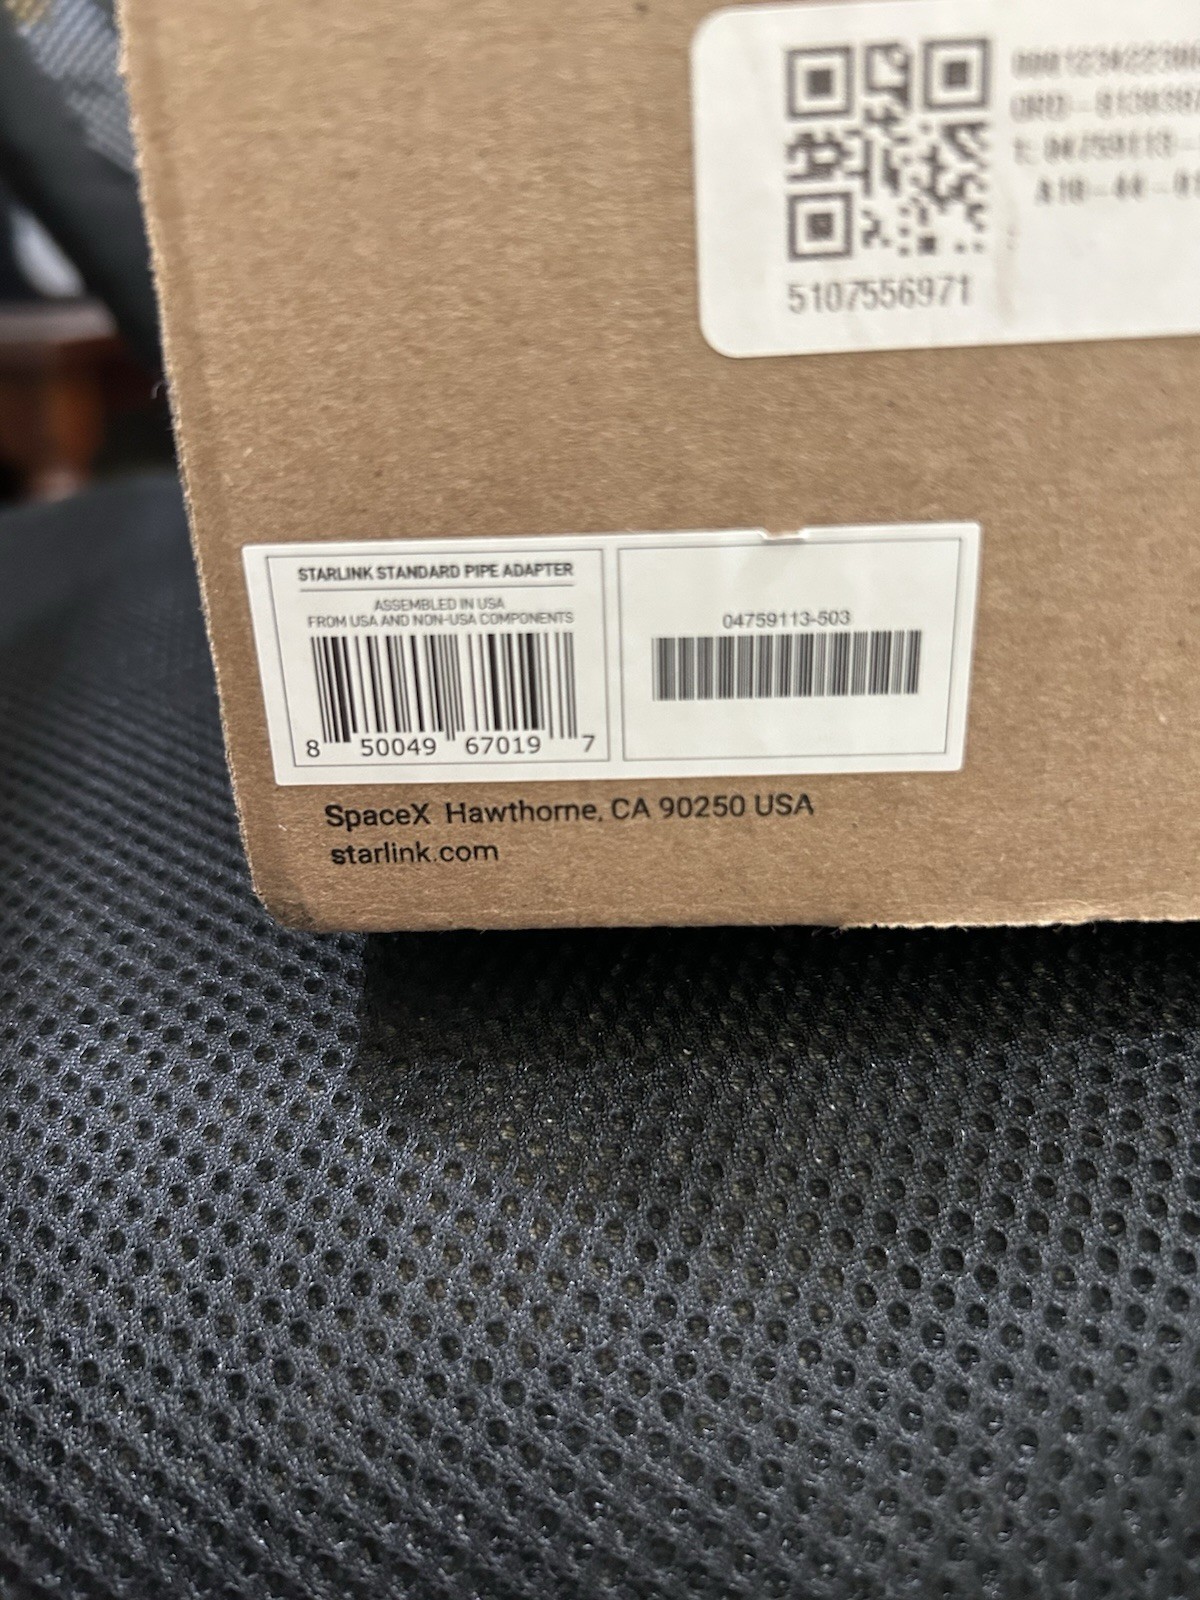 5107556971
STARLINK STANDARD PIPE ADAPTER
ASSEMBLED IN USA
FROM USA AND NON-USA COMPONENTS
8 50049 67019 7
04759113-503
SpaceX Hawthorne, CA 90250 USA
starlink.com